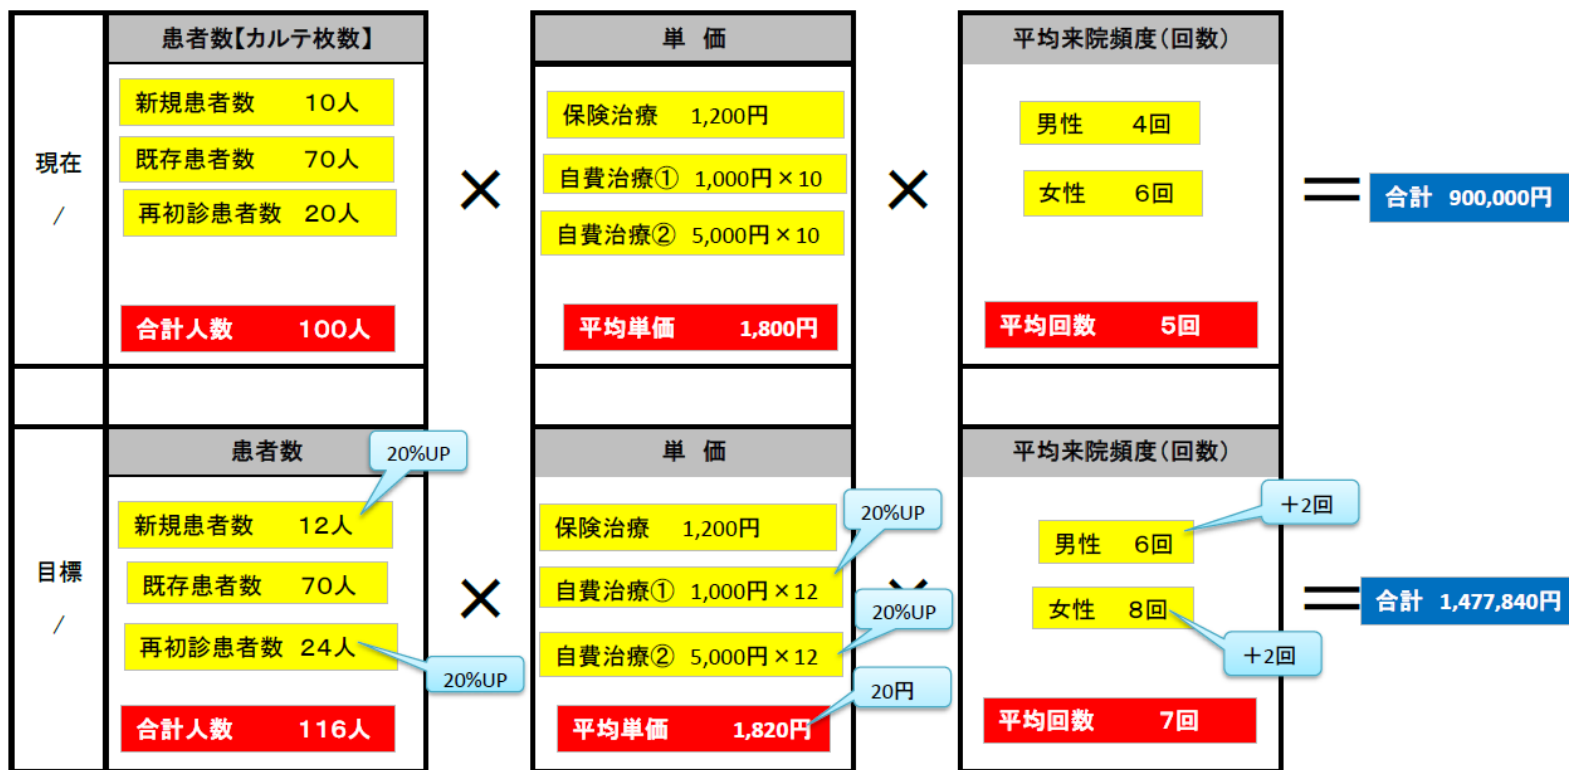 患者数【カルテ枚数】
単 価
平均来院頻度(回数)
現在
/
新規患者数 10人
既存患者数 70人
再初診患者数 20人
合計人数 100人
×
保険治療 1,200円
自費治療① 1,000円×10
自費治療② 5,000円×10
平均単価 1,800円
×
男性 4回
女性 6回
平均回数 5回
=
合計 900,000円
患者数
単 価
平均来院頻度(回数)
目標
/
20%UP
新規患者数 12人
既存患者数 70人
再初診患者数 24人
20%UP
合計人数 116人
×
20%UP
保険治療 1,200円
自費治療① 1,000円×12
20%UP
自費治療② 5,000円×12
20円
平均単価 1,820円
×
+2回
男性 6回
女性 8回
+2回
平均回数 7回
=
合計 1,477,840円